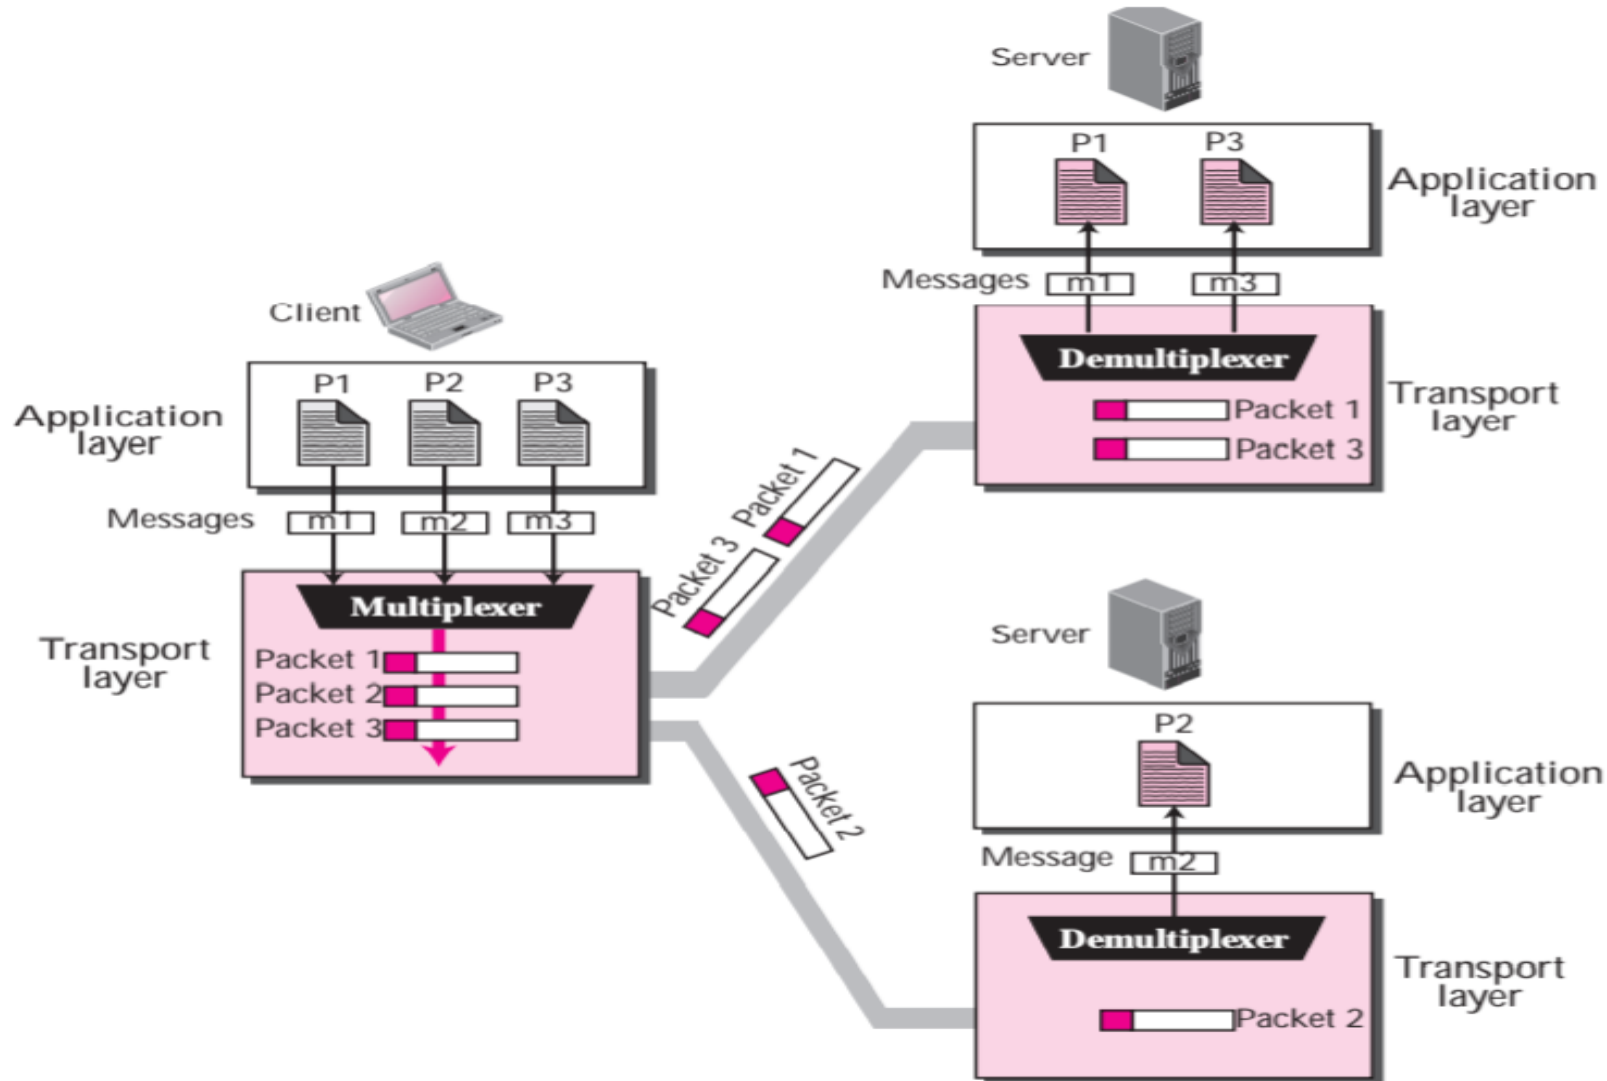 Client
P1 P2 P3
Application
layer
Messages m1 m2 m3
Multiplexer
Transport
layer
Packet 1
Packet 2
Packet 3
Packet 1
Packet 3
Packet 2
Server
P1 P3
Application
layer
Messages m1 m3
Demultiplexer
Packet 1
Packet 3
Transport
layer
Server
P2
Application
layer
Message m2
Demultiplexer
Transport
layer
Packet 2